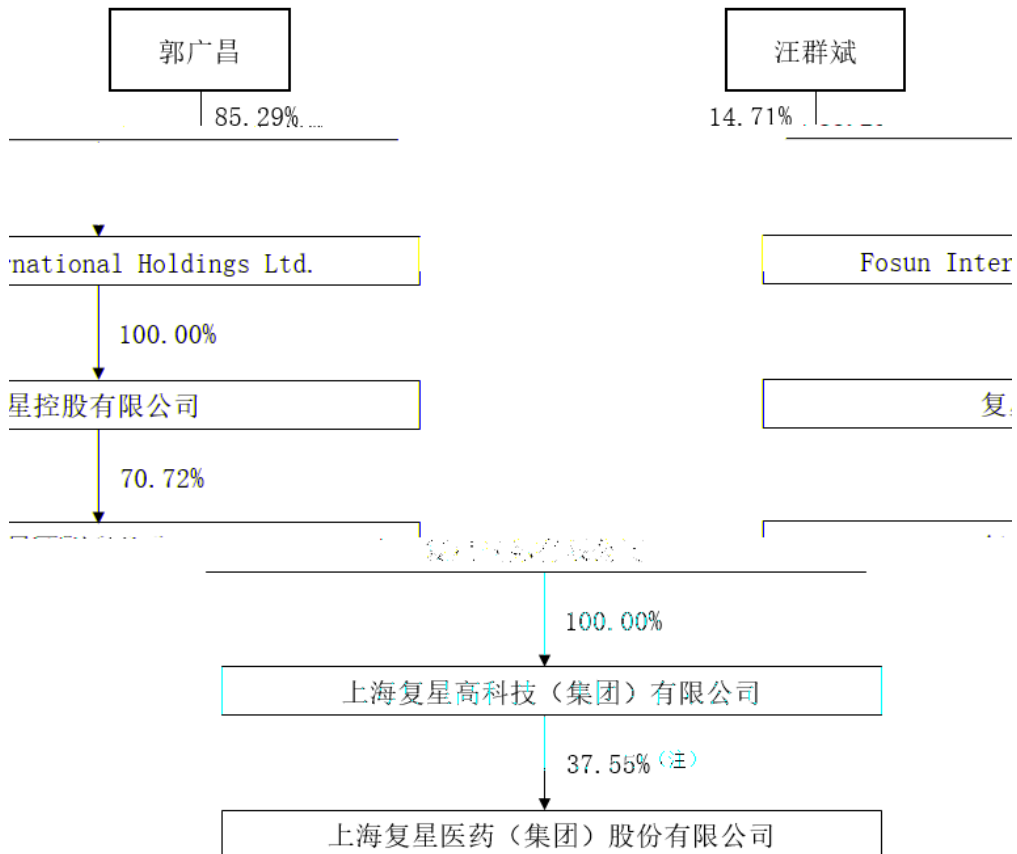 郭广昌
汪群斌
85.29%
14.71%
rnational Holdings Ltd.
Fosun Inter
100.00%
星控股有限公司
复
70.72%
100.00%
上海复星高科技（集团）有限公司
37.55%（注）
上海复星医药（集团）股份有限公司